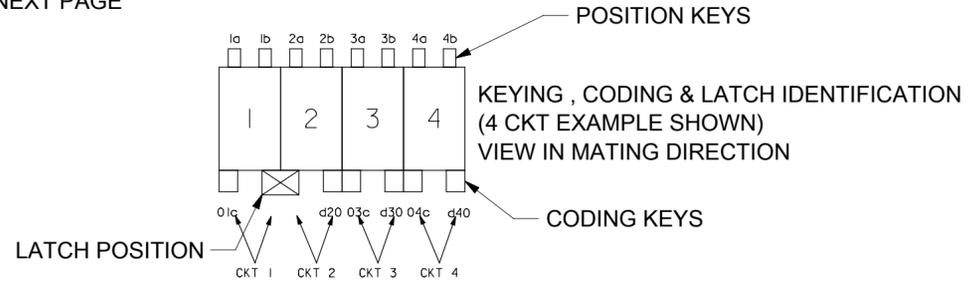 NEXT PAGE
POSITION KEYS
1a 1b 2a 2b 3a 3b 4a 4b
KEYING , CODING & LATCH IDENTIFICATION
(4 CKT EXAMPLE SHOWN)
VIEW IN MATING DIRECTION
1 2 3 4
01c d20 03c d30 04c d40
CODING KEYS
LATCH POSITION
CKT 1 CKT 2 CKT 3 CKT 4